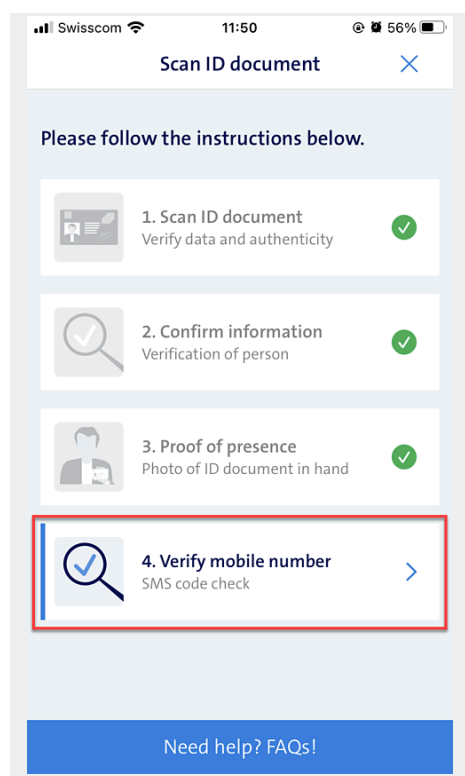 Swisscom 11:50 56%
Scan ID document
Please follow the instructions below.
1. Scan ID document
Verify data and authenticity
2. Confirm information
Verification of person
3. Proof of presence
Photo of ID document in hand
4. Verify mobile number
SMS code check
Need help? FAQs!